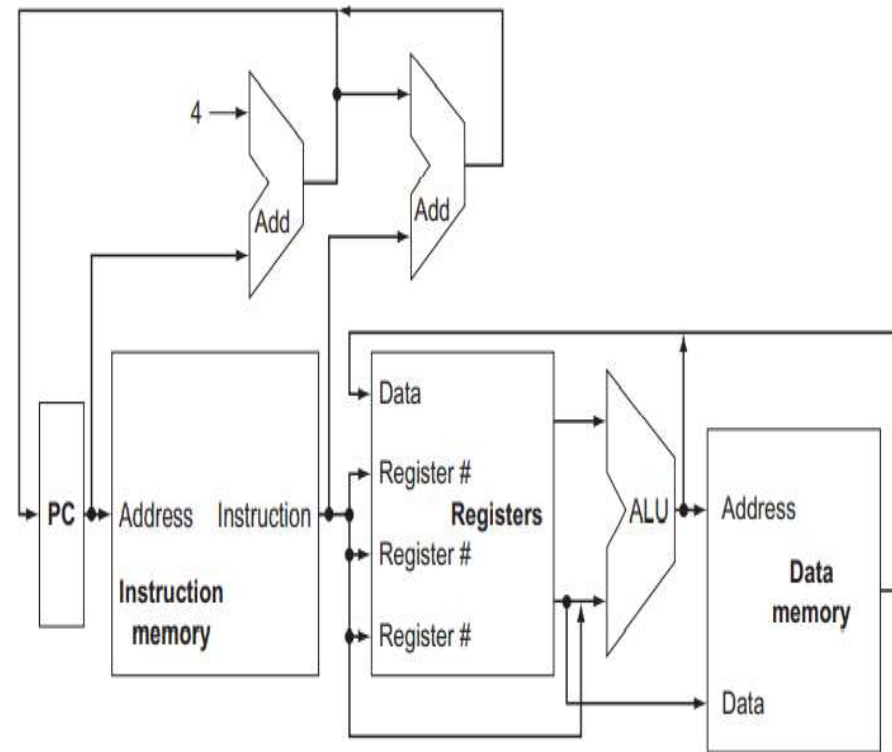 4
Add
Add
Data
Register #
Registers
Register #
Register #
PC
Address Instruction
Instruction
memory
ALU
Address
Data
memory
Data